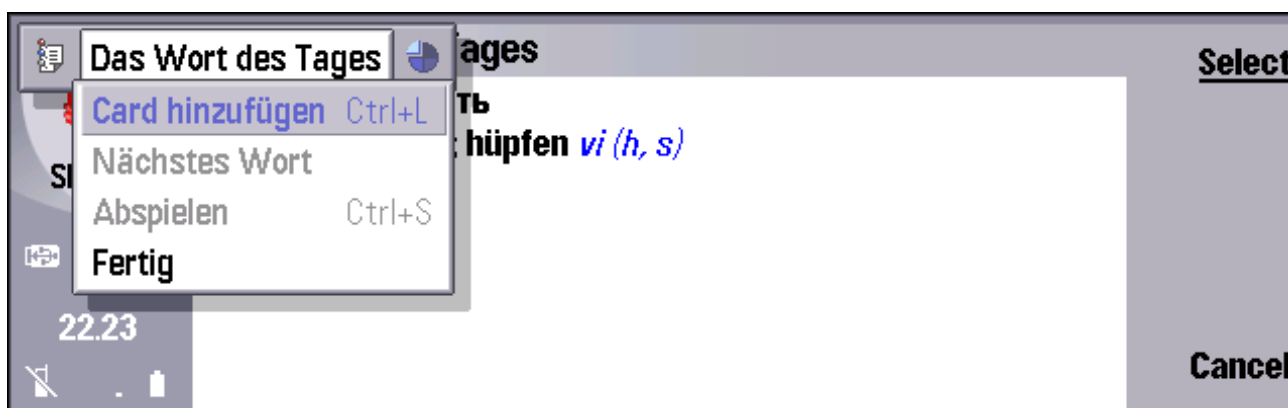 Das Wort des Tages
ages
Select
Card hinzufügen Ctrl+L
ть
hüpfen vi (h, s)
Nächstes Wort
Abspielen Ctrl+S
Fertig
22.23
Cancel